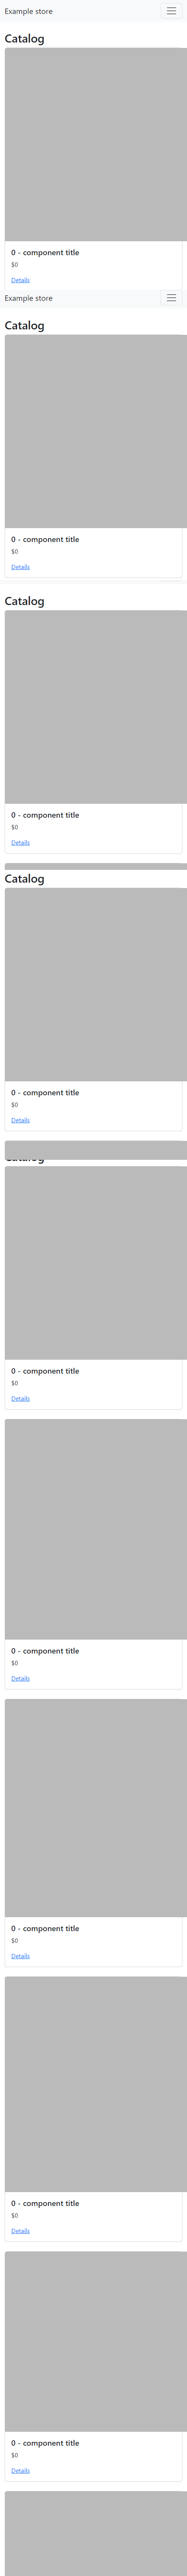 Example store
Catalog
0 - component title
$0
Details
Example store
Catalog
0 - component title
$0
Details
Catalog
0 - component title
$0
Details
Catalog
0 - component title
$0
Details
0 - component title
$0
Details
0 - component title
$0
Details
0 - component title
$0
Details
0 - component title
$0
Details
0 - component title
$0
Details